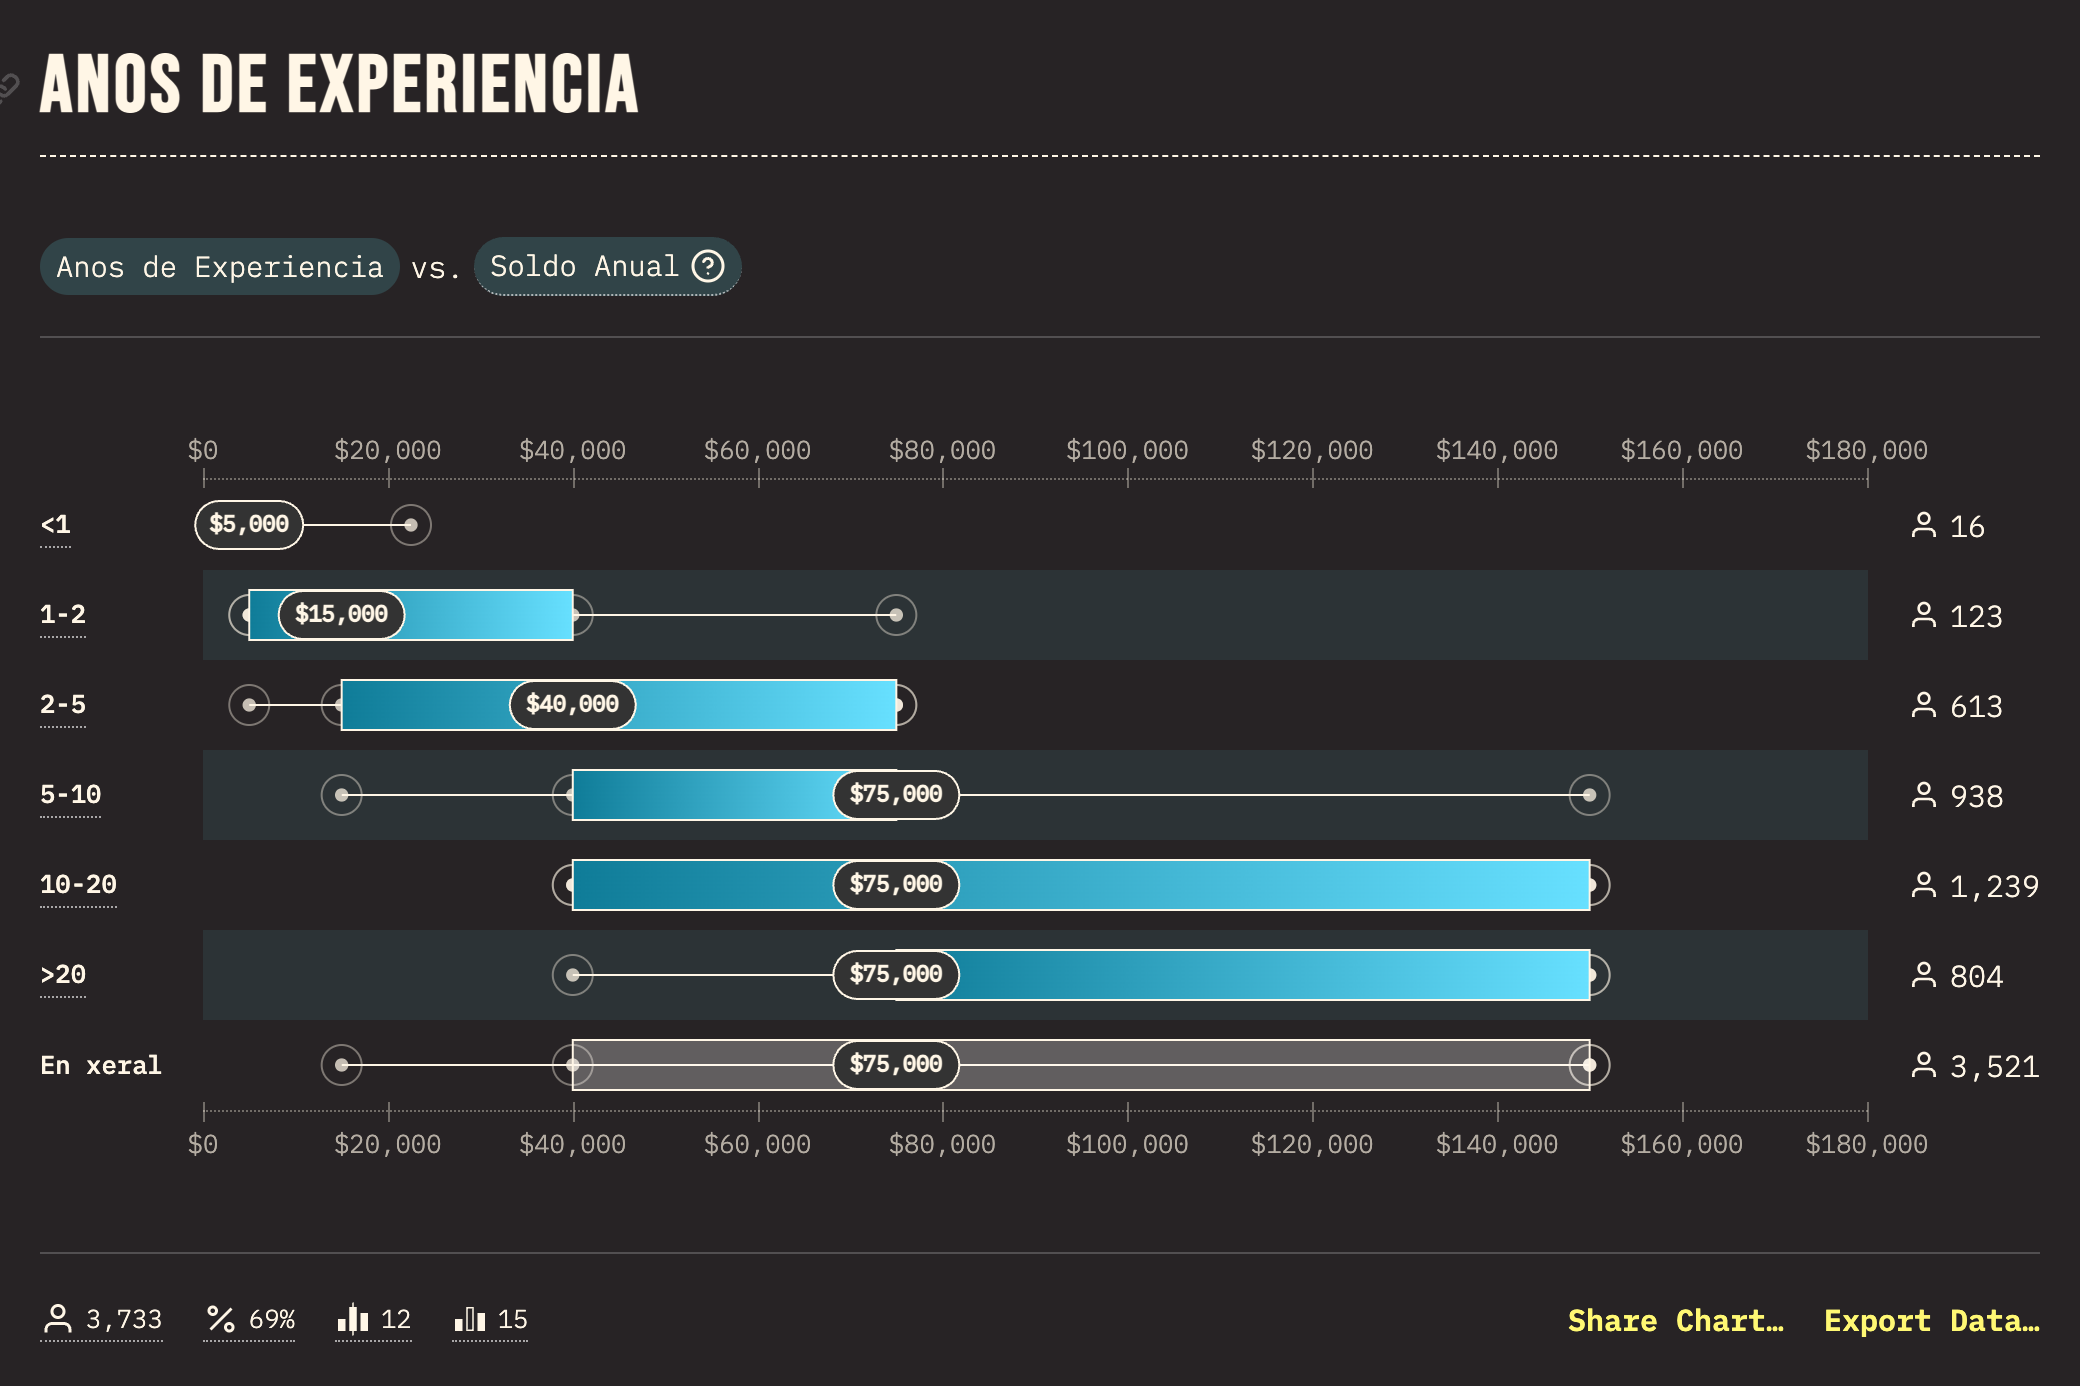 ANOS DE EXPERIENCIA
Anos de Experiencia vs. Soldo Anual ?
$0 $20,000 $40,000 $60,000 $80,000 $100,000 $120,000 $140,000 $160,000 $180,000
<1 $5,000 16
1-2 $15,000 123
2-5 $40,000 613
5-10 $75,000 938
10-20 $75,000 1,239
>20 $75,000 804
En xeral $75,000 3,521
$0 $20,000 $40,000 $60,000 $80,000 $100,000 $120,000 $140,000 $160,000 $180,000
3,733 69% 12 15 Share Chart… Export Data…